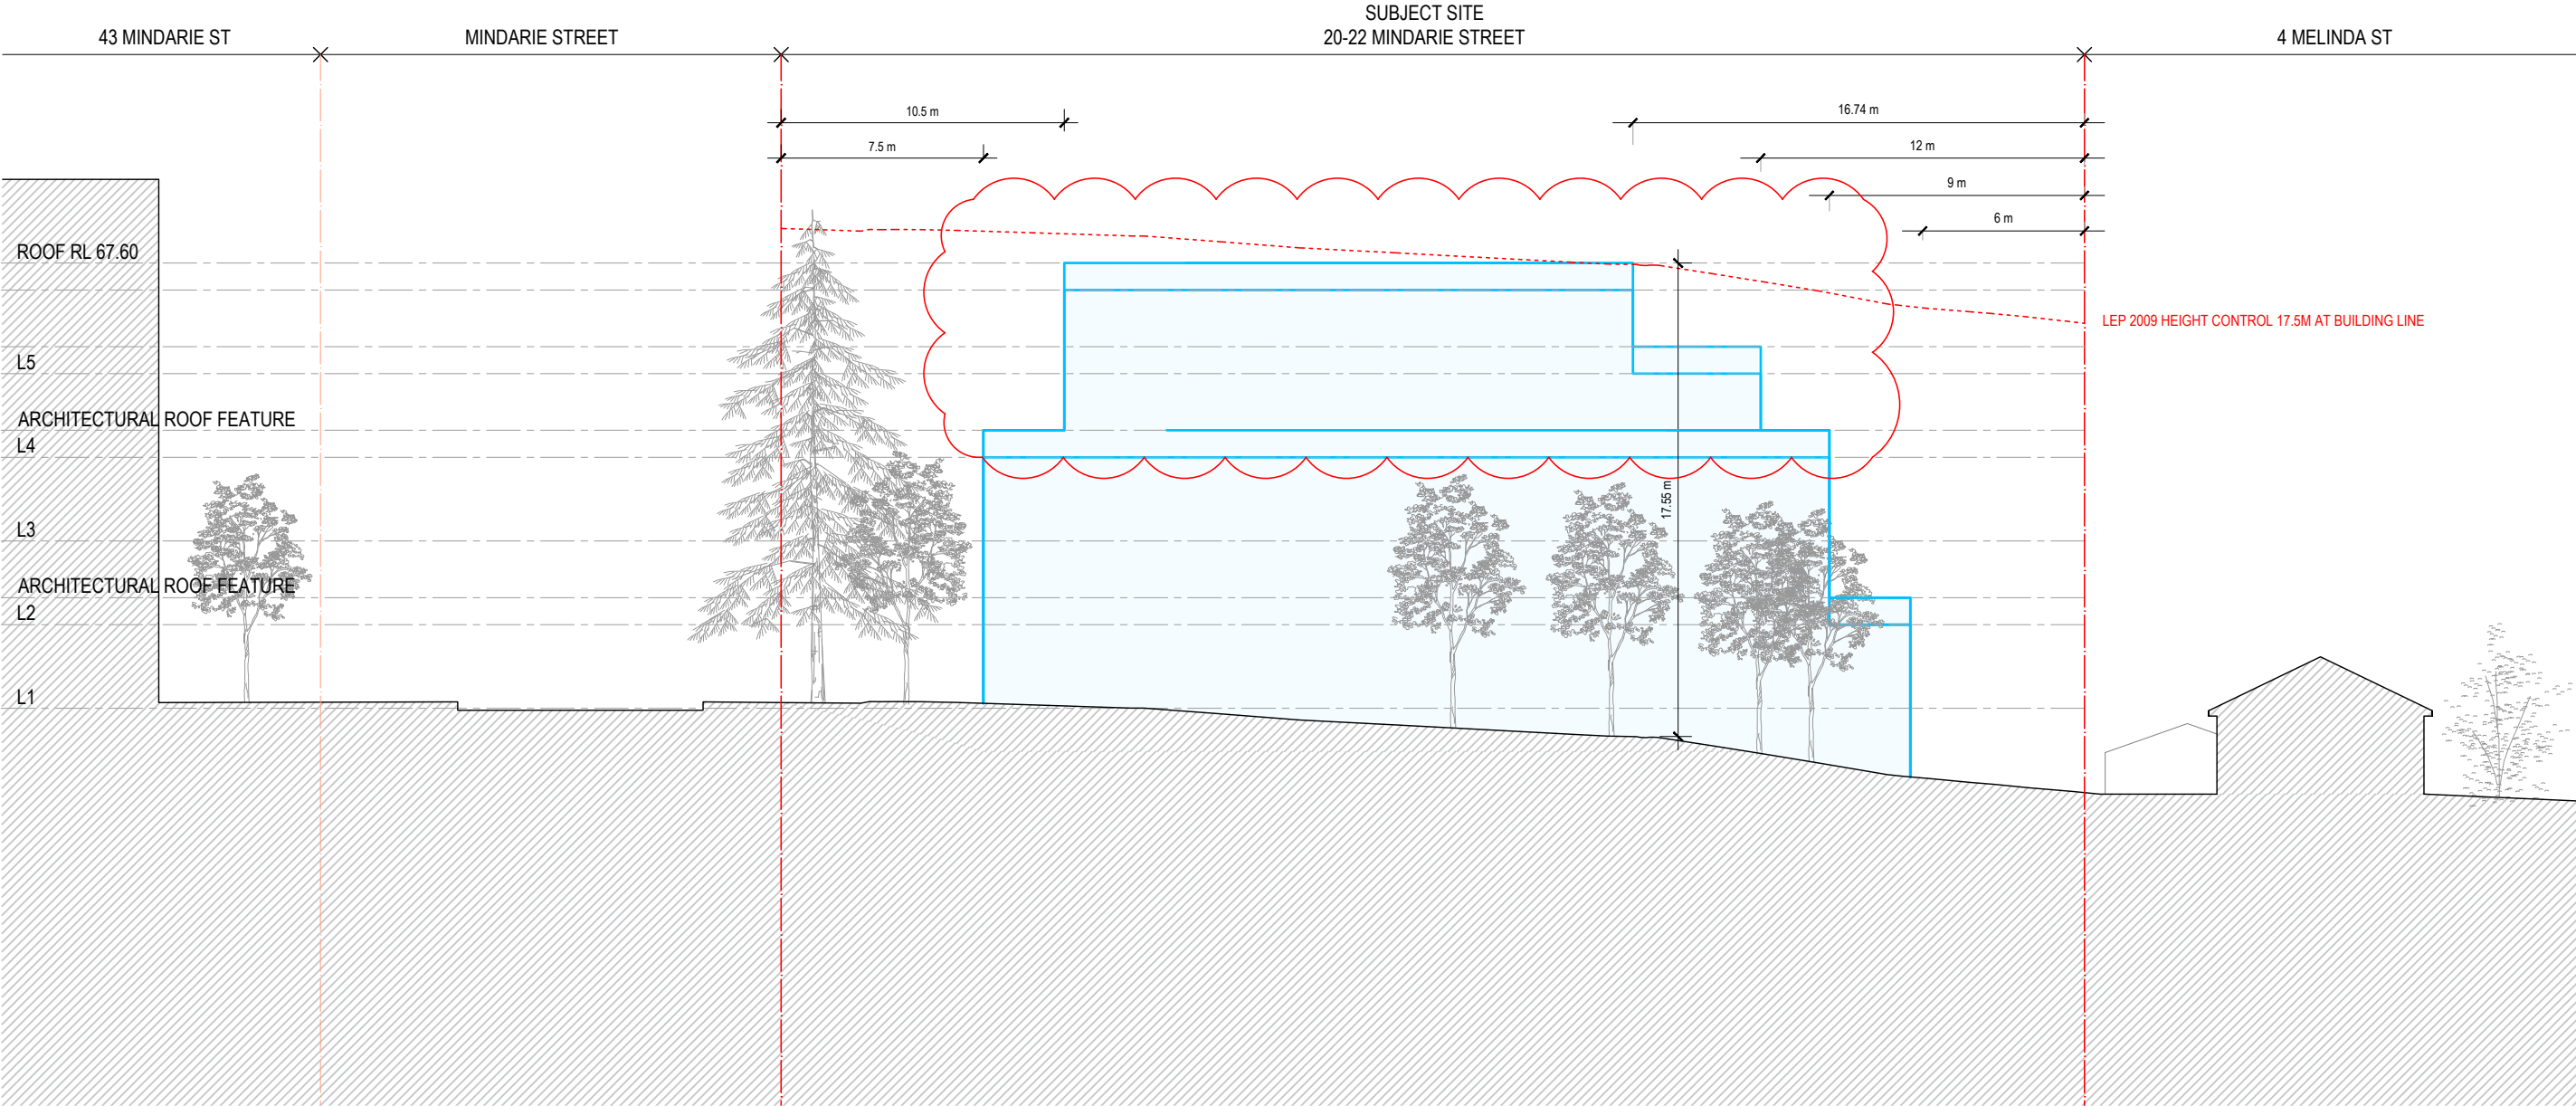 SUBJECT SITE
43 MINDARIE ST
MINDARIE STREET
20-22 MINDARIE STREET
4 MELINDA ST
10.5 m
16.74 m
7.5 m
12 m
9 m
6 m
ROOF RL 67.60
LEP 2009 HEIGHT CONTROL 17.5M AT BUILDING LINE
L5
ARCHITECTURAL ROOF FEATURE
L4
17.55 m
L3
ARCHITECTURAL ROOF FEATURE
L2
L1